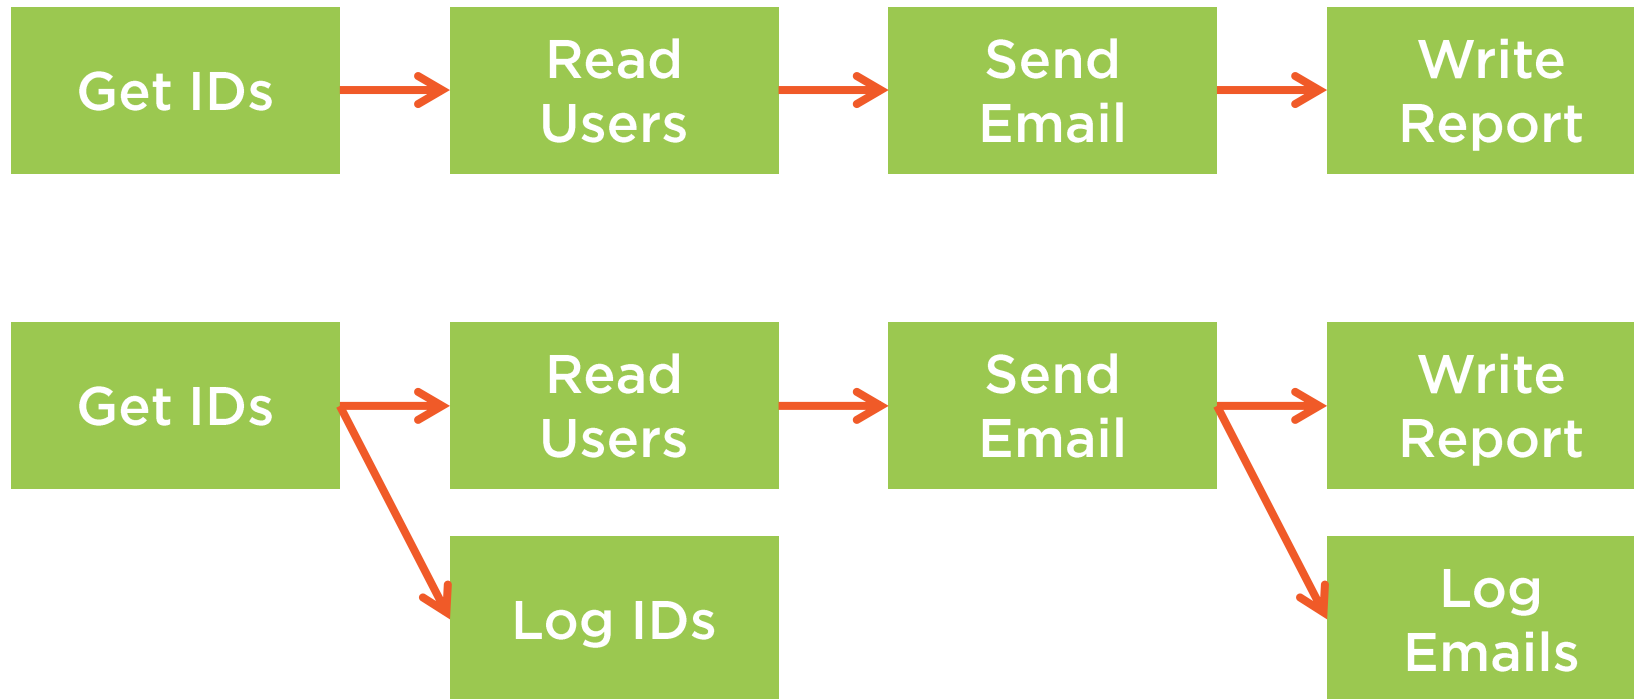 Get IDs
Read
Users
Send
Email
Write
Report
Get IDs
Read
Users
Send
Email
Write
Report
Log IDs
Log
Emails